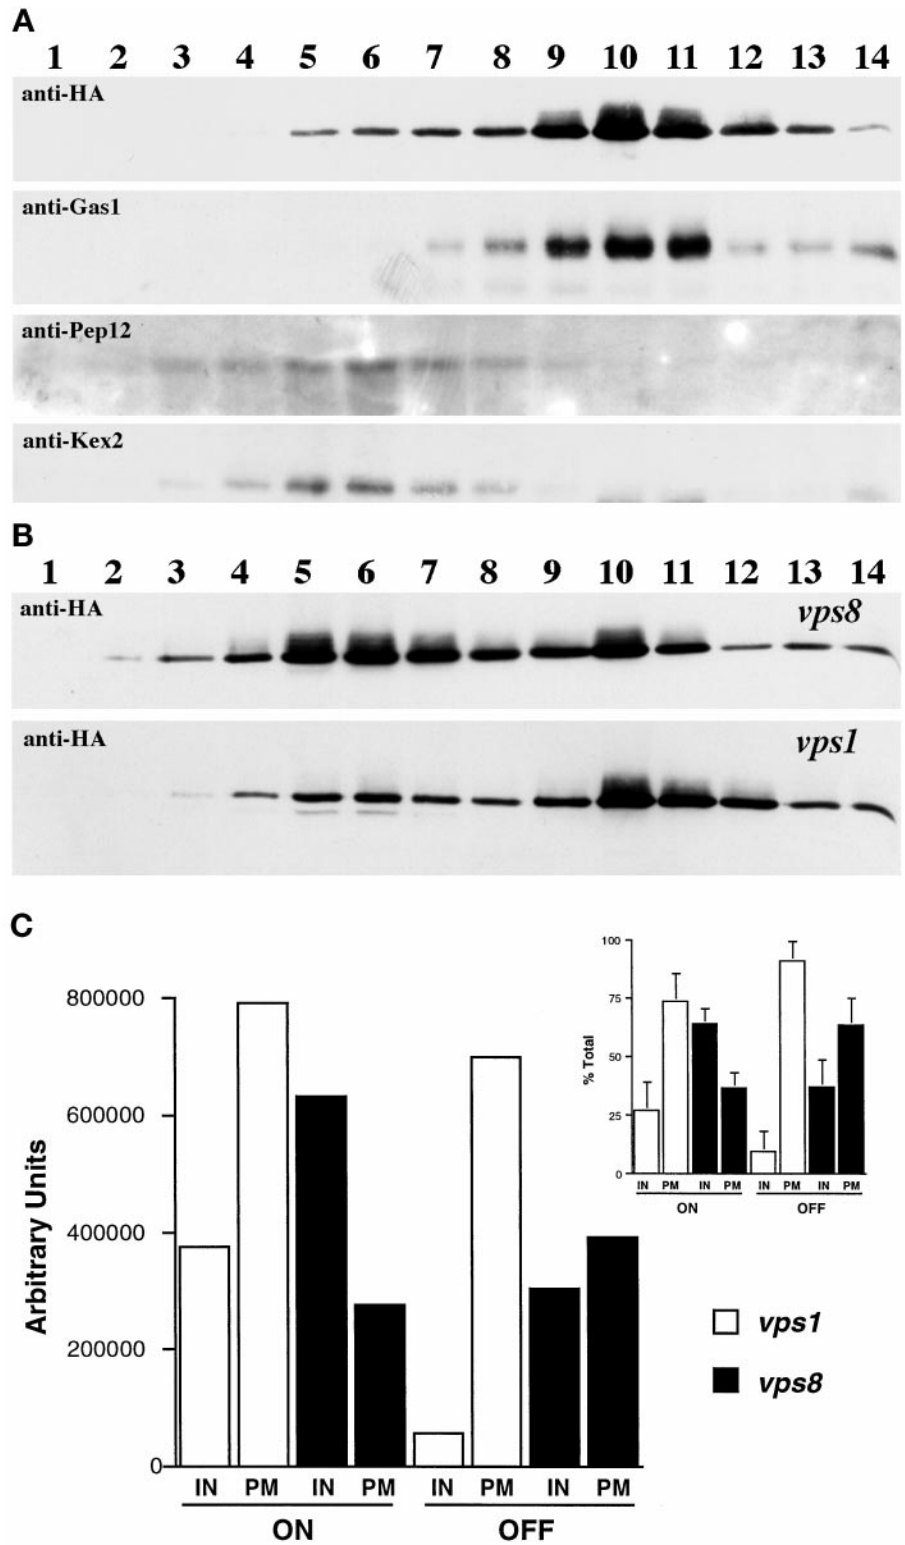 A
1 2 3 4 5 6 7 8 9 10 11 12 13 14
anti-HA
anti-Gas1
anti-Pep12
anti-Kex2
B
1 2 3 4 5 6 7 8 9 10 11 12 13 14
anti-HA vps8
anti-HA vps1
C
Arbitrary Units
800000
600000
400000
200000
0
IN PM IN PM IN PM IN PM
ON OFF
% Total
100
75
50
25
0
IN PM IN PM IN PM IN PM
ON OFF
vps1
vps8